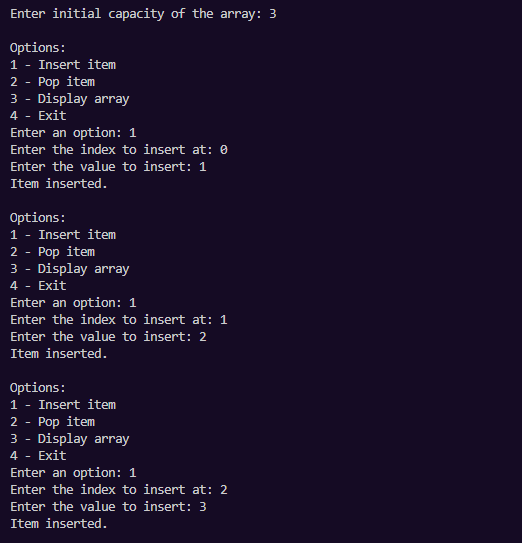 Enter initial capacity of the array: 3
Options:
1 - Insert item
2 - Pop item
3 - Display array
4 - Exit
Enter an option: 1
Enter the index to insert at: 0
Enter the value to insert: 1
Item inserted.
Options:
1 - Insert item
2 - Pop item
3 - Display array
4 - Exit
Enter an option: 1
Enter the index to insert at: 1
Enter the value to insert: 2
Item inserted.
Options:
1 - Insert item
2 - Pop item
3 - Display array
4 - Exit
Enter an option: 1
Enter the index to insert at: 2
Enter the value to insert: 3
Item inserted.